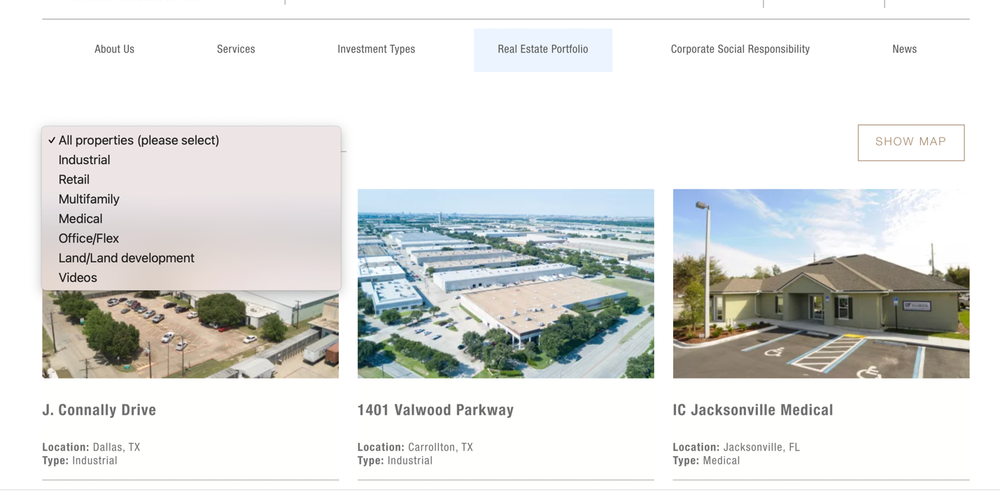 About Us
Services
Investment Types
Real Estate Portfolio
Corporate Social Responsibility
News
✓ All properties (please select)
Industrial
Retail
Multifamily
Medical
Office/Flex
Land/Land development
Videos
SHOW MAP
UF
J. Connally Drive
Location: Dallas, TX
Type: Industrial
1401 Valwood Parkway
Location: Carrollton, TX
Type: Industrial
IC Jacksonville Medical
Location: Jacksonville, FL
Type: Medical